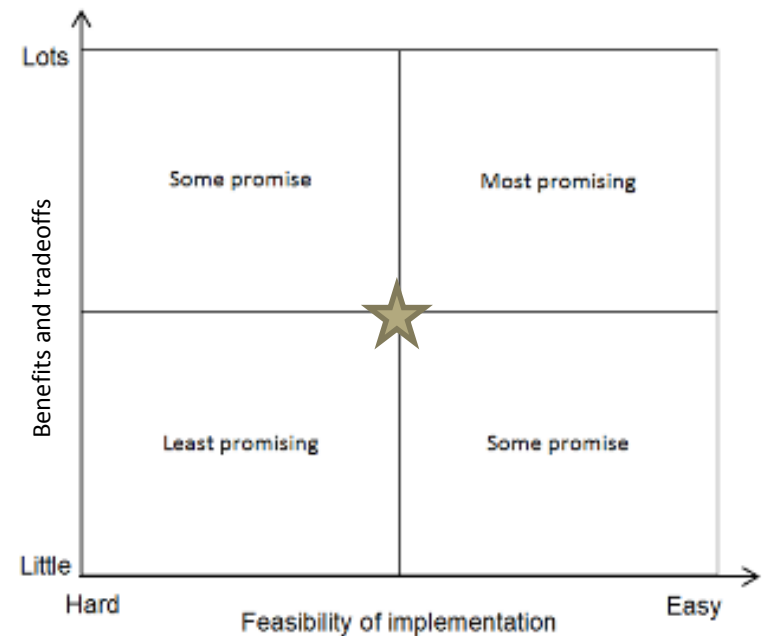 Lots
Some promise
Most promising
Benefits and tradeoffs
Least promising
Some promise
Little
Hard
Easy
Feasibility of implementation